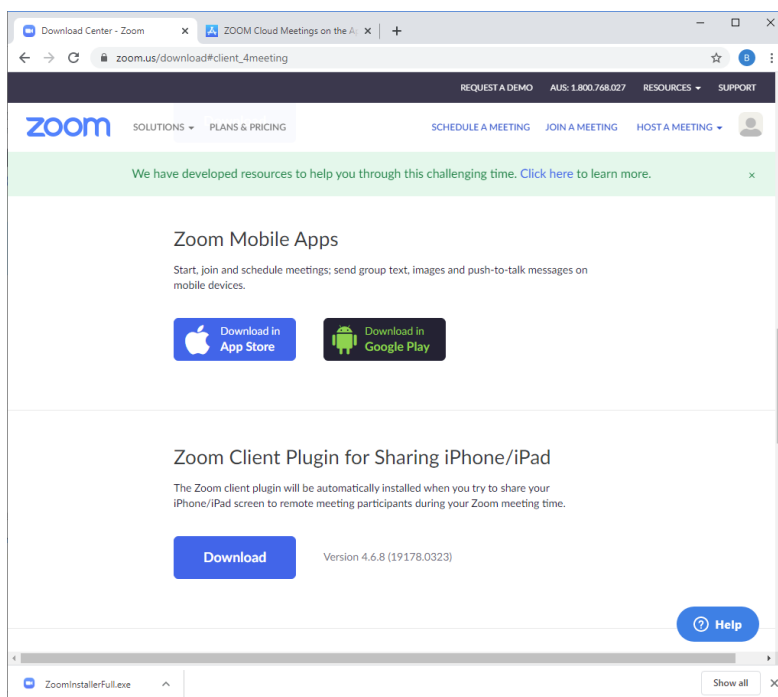 Download Center - Zoom
ZOOM Cloud Meetings on the A
zoom.us/download#client_4meeting
B
REQUEST A DEMO AUS: 1.800.768.027 RESOURCES SUPPORT
zoom SOLUTIONS PLANS & PRICING SCHEDULE A MEETING JOIN A MEETING HOST A MEETING
We have developed resources to help you through this challenging time. Click here to learn more.
Zoom Mobile Apps
Start, join and schedule meetings; send group text, images and push-to-talk messages on
mobile devices.
Download in
App Store
Download in
Google Play
Zoom Client Plugin for Sharing iPhone/iPad
The Zoom client plugin will be automatically installed when you try to share your
iPhone/iPad screen to remote meeting participants during your Zoom meeting time.
Download Version 4.6.8 (19178.0323)
Help
ZoomInstallerFull.exe
Show all